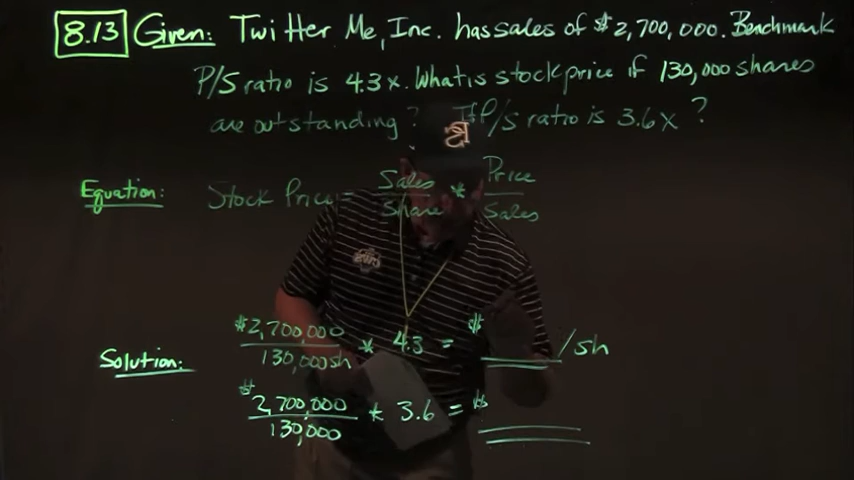 8.13 Given: Twitter Me, Inc. has sales of $2,700,000. Benchmark
P/S ratio is 4.3x. What is stock price if 130,000 shares
are outstanding? If P/S ratio is 3.6x ?
Equation: Stock Price = Sales/Share * Price/Sales
Solution: $2,700,000/130,000sh * 4.3 = $ /sh
$2,700,000/130,000 * 3.6 = $